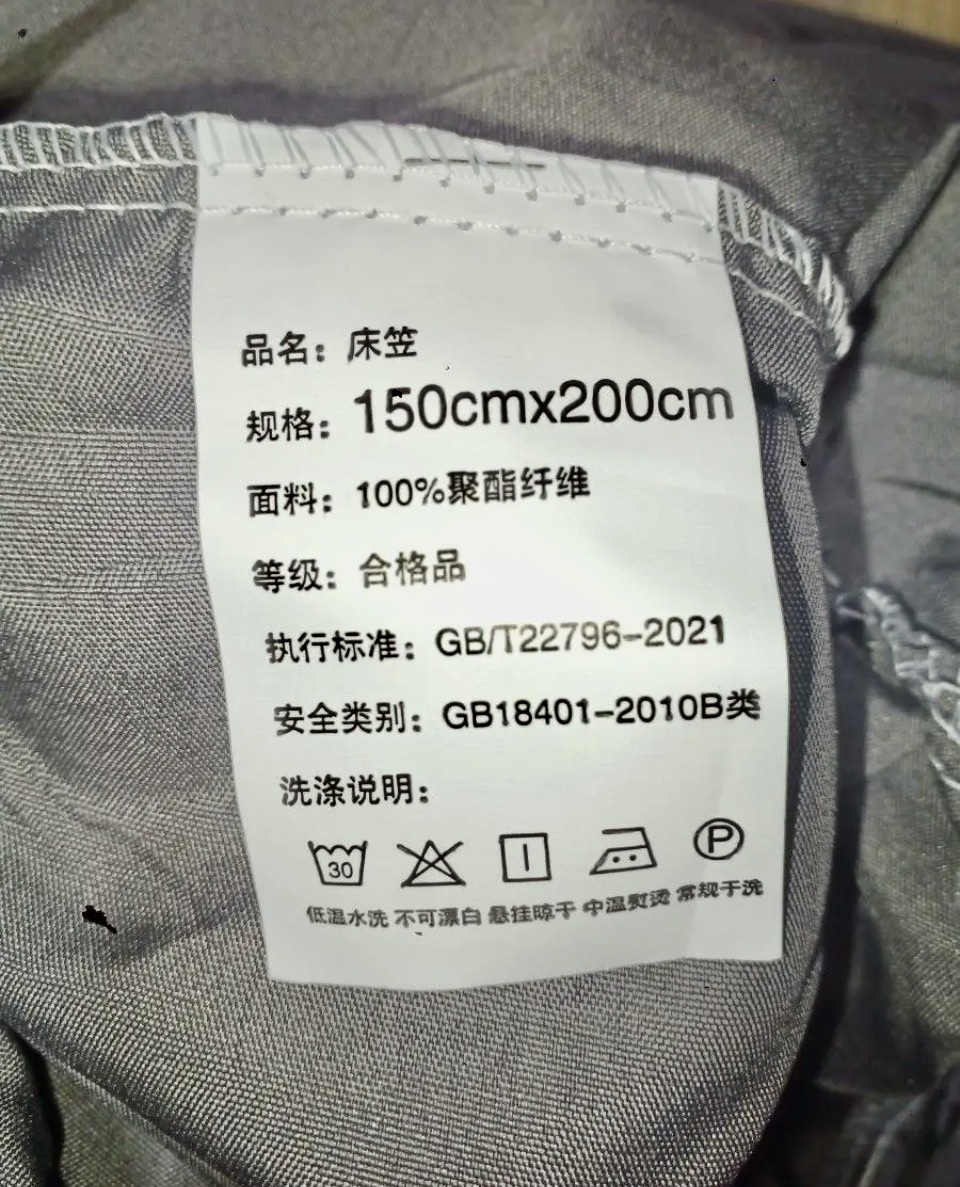 品名：床笠
规格：150cmx200cm
面料：100%聚酯纤维
等级：合格品
执行标准：GB/T22796-2021
安全类别：GB18401-2010B类
洗涤说明：
30 P
低温水洗 不可漂白 悬挂晾干 中温熨烫 常规干洗